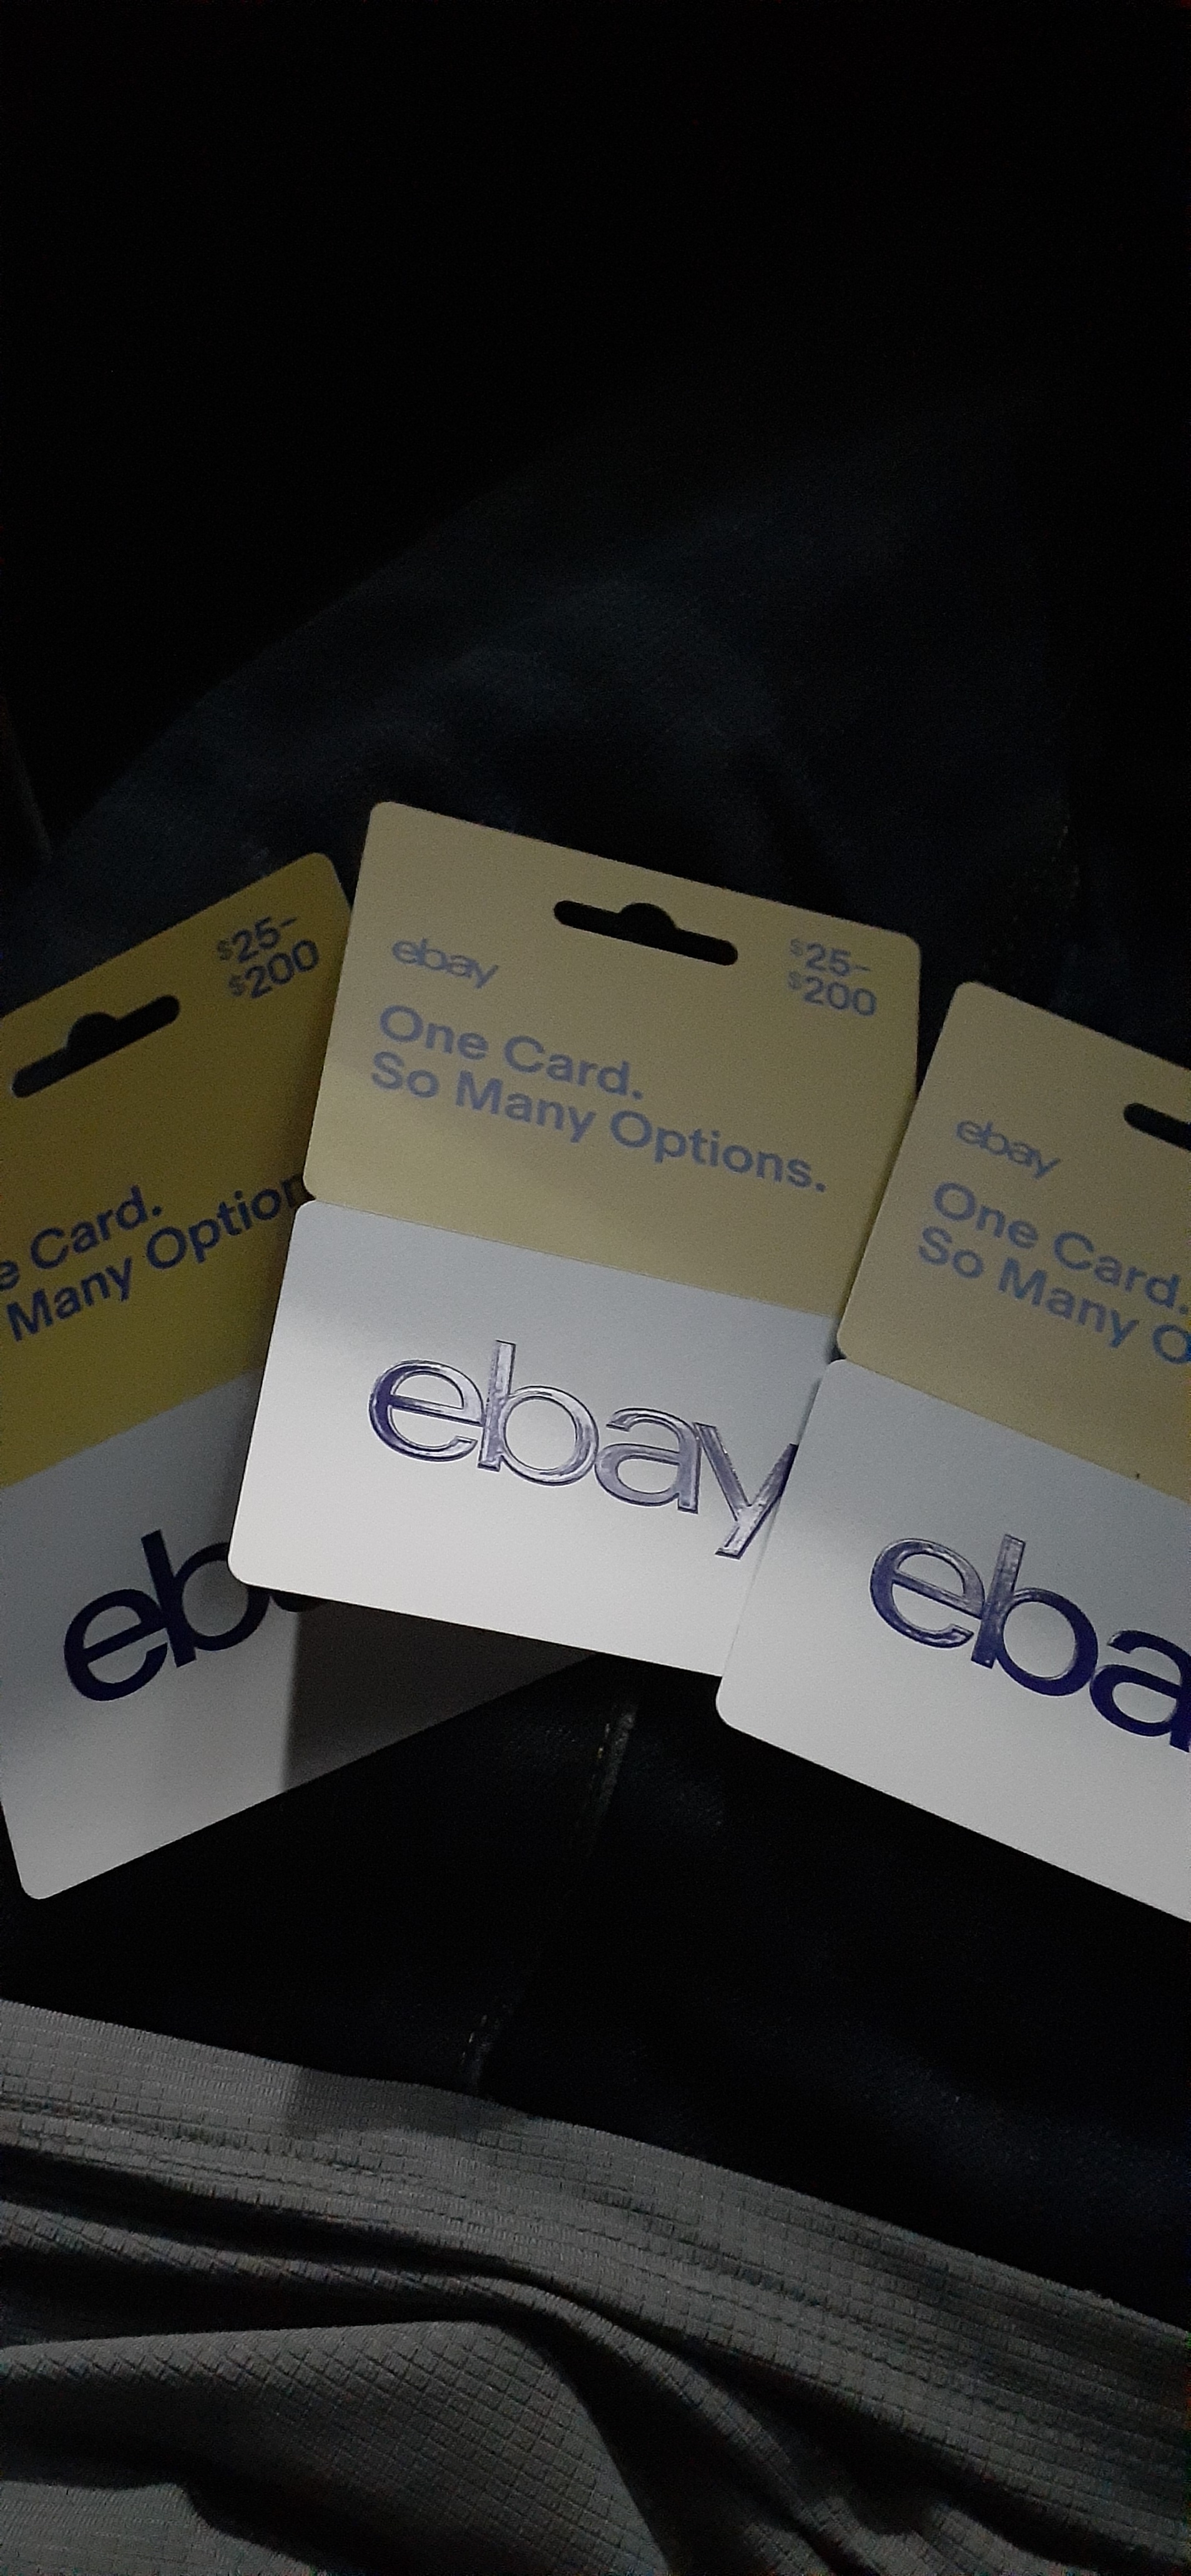 $25-
$200
e Card.
Many Option
eb
ebay
$25-
$200
One Card.
So Many Options.
ebay
ebay
One Card.
So Many O
eba